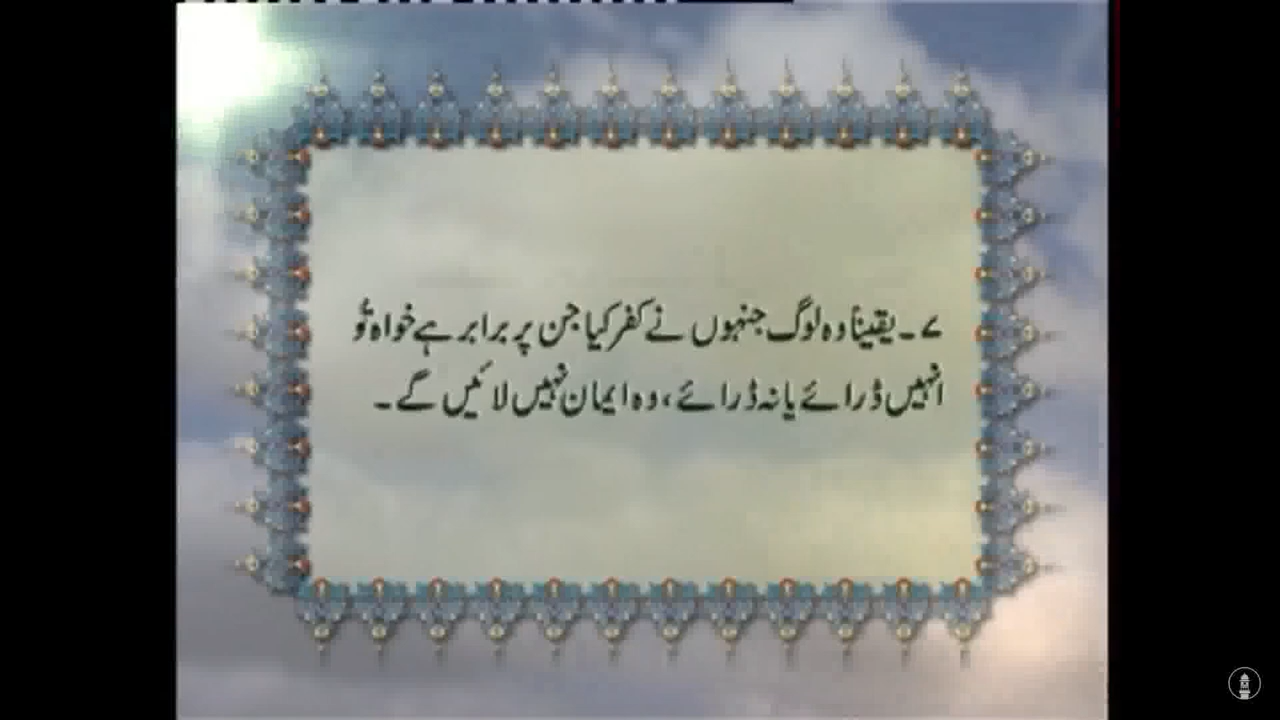 ۷۔ یقیناً وہ لوگ جنہوں نے کفر کیا جن پر برابر ہے خواہ تُو
انہیں ڈرائے یا نہ ڈرائے، وہ ایمان نہیں لائیں گے۔